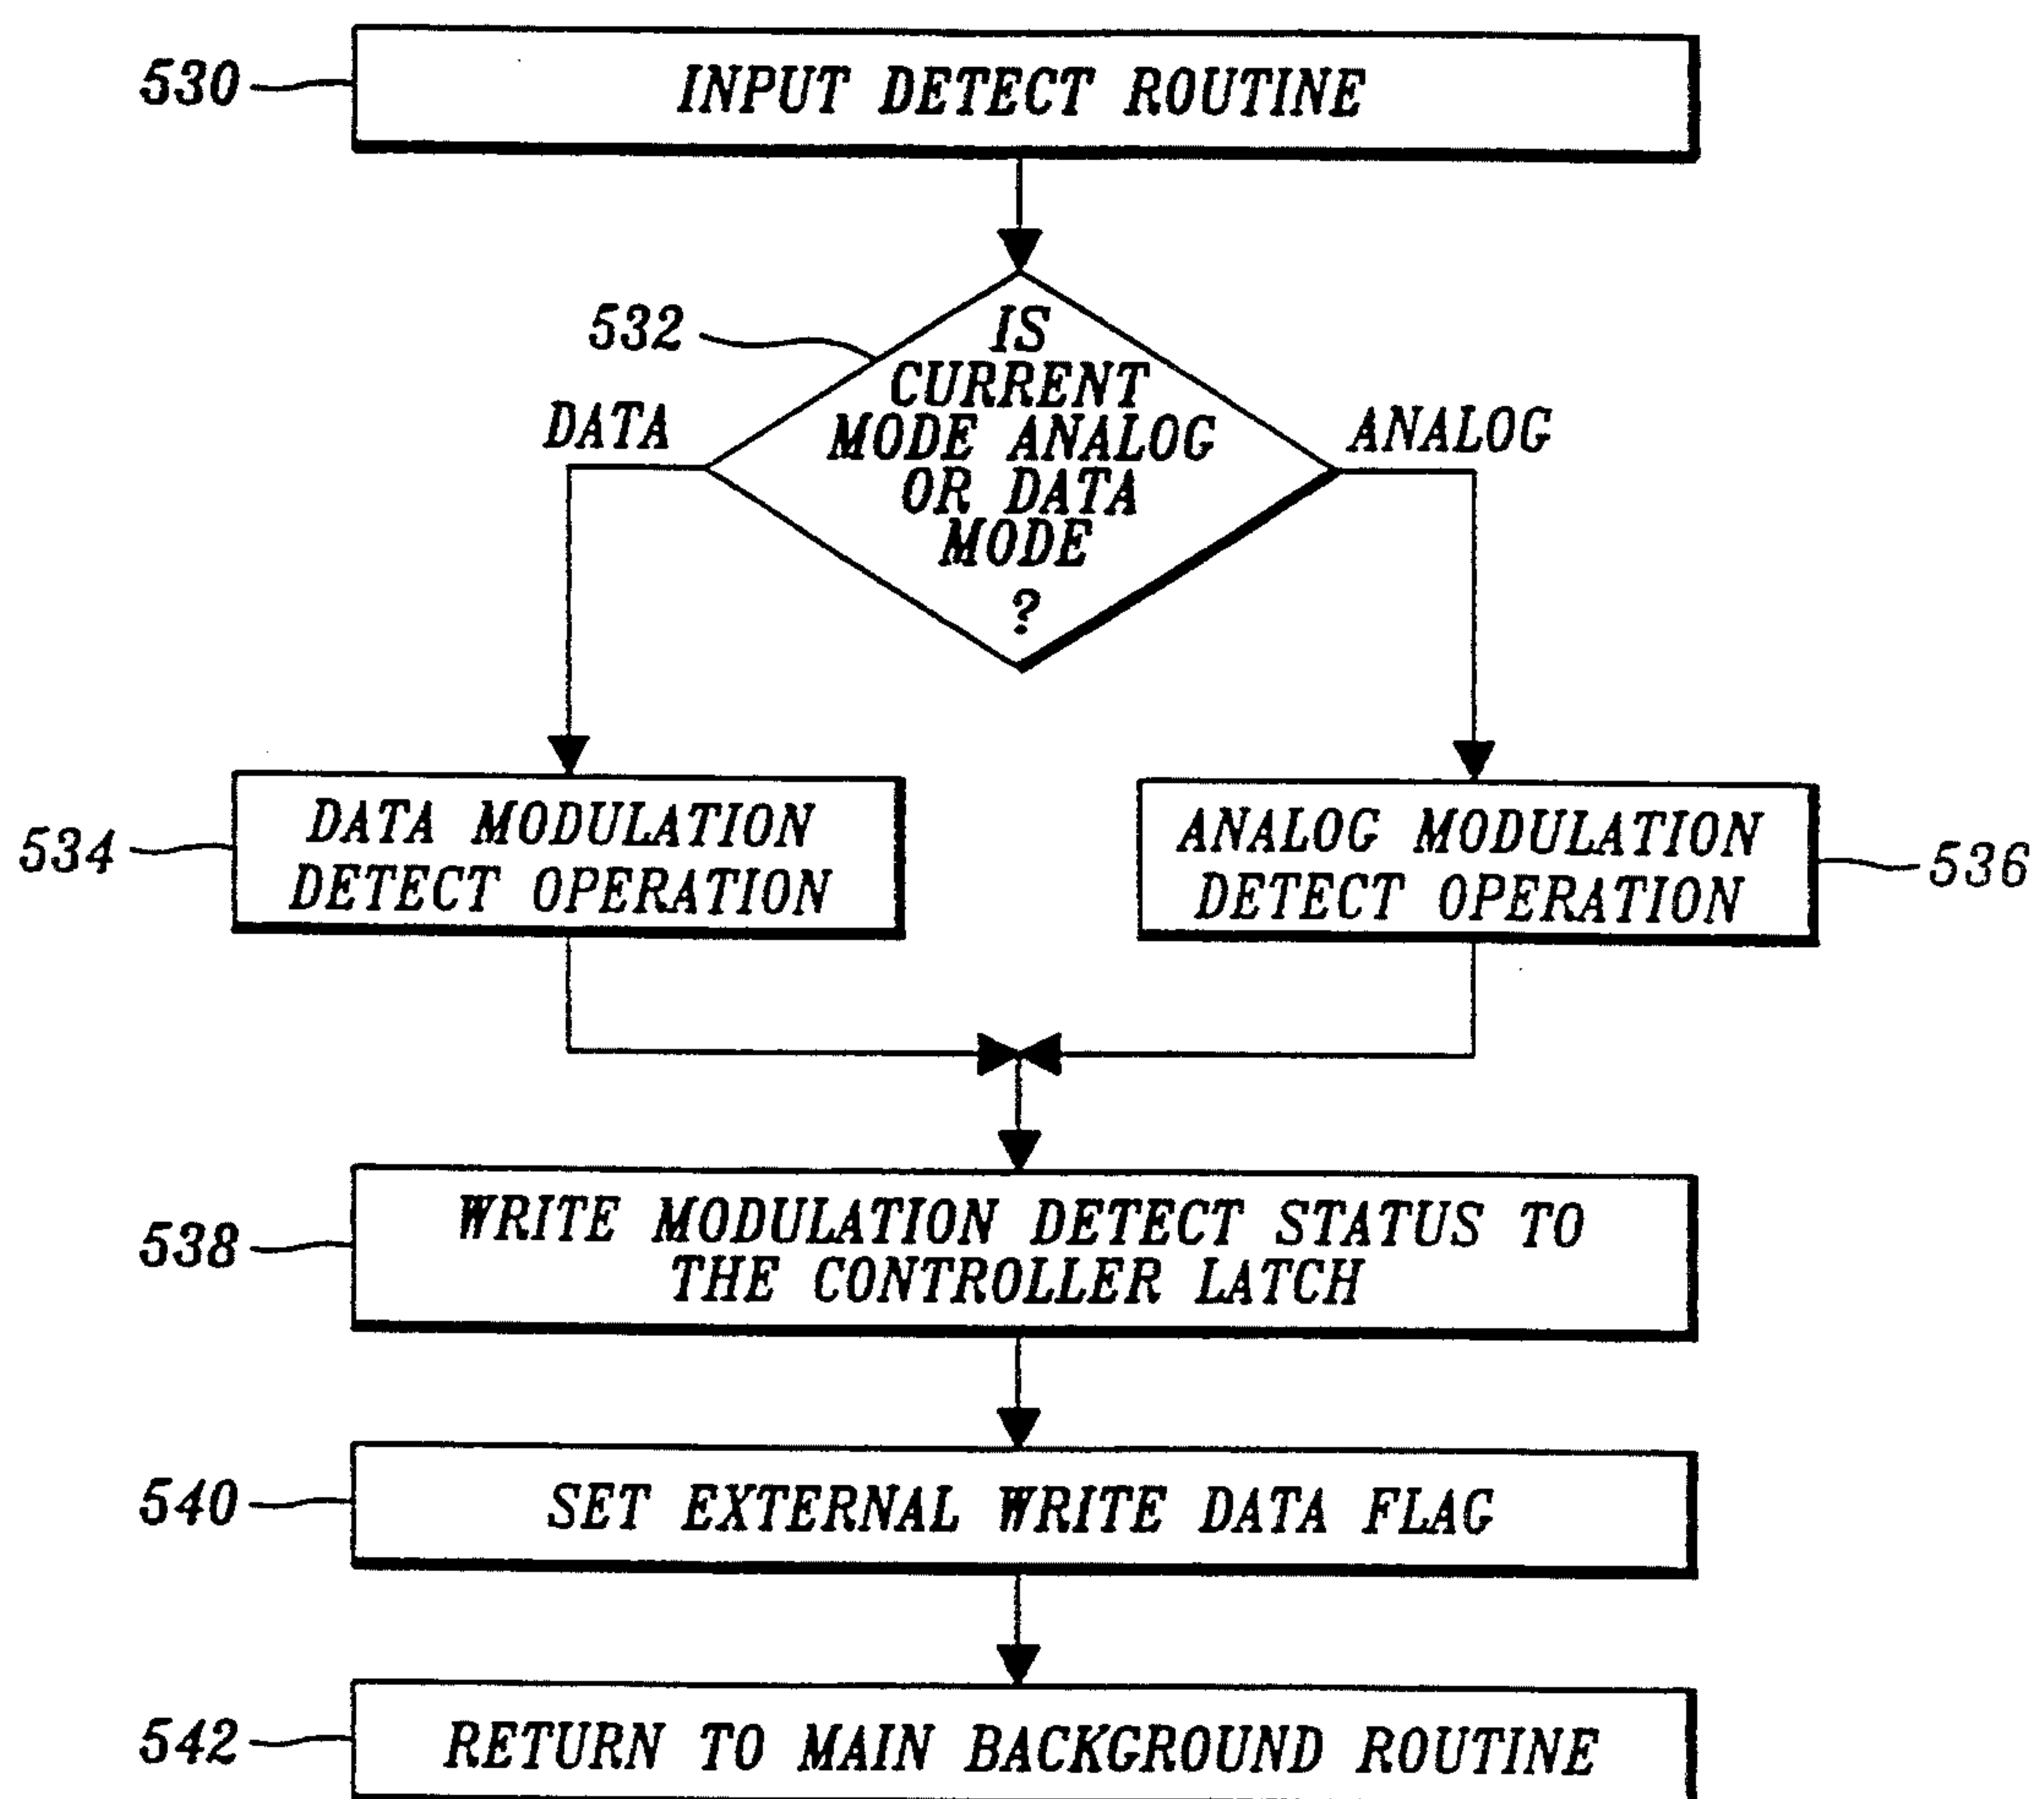 530
INPUT DETECT ROUTINE
532
IS
CURRENT
MODE ANALOG
OR DATA
MODE
?
DATA
ANALOG
534
DATA MODULATION
DETECT OPERATION
ANALOG MODULATION
DETECT OPERATION
536
538
WRITE MODULATION DETECT STATUS TO
THE CONTROLLER LATCH
540
SET EXTERNAL WRITE DATA FLAG
542
RETURN TO MAIN BACKGROUND ROUTINE